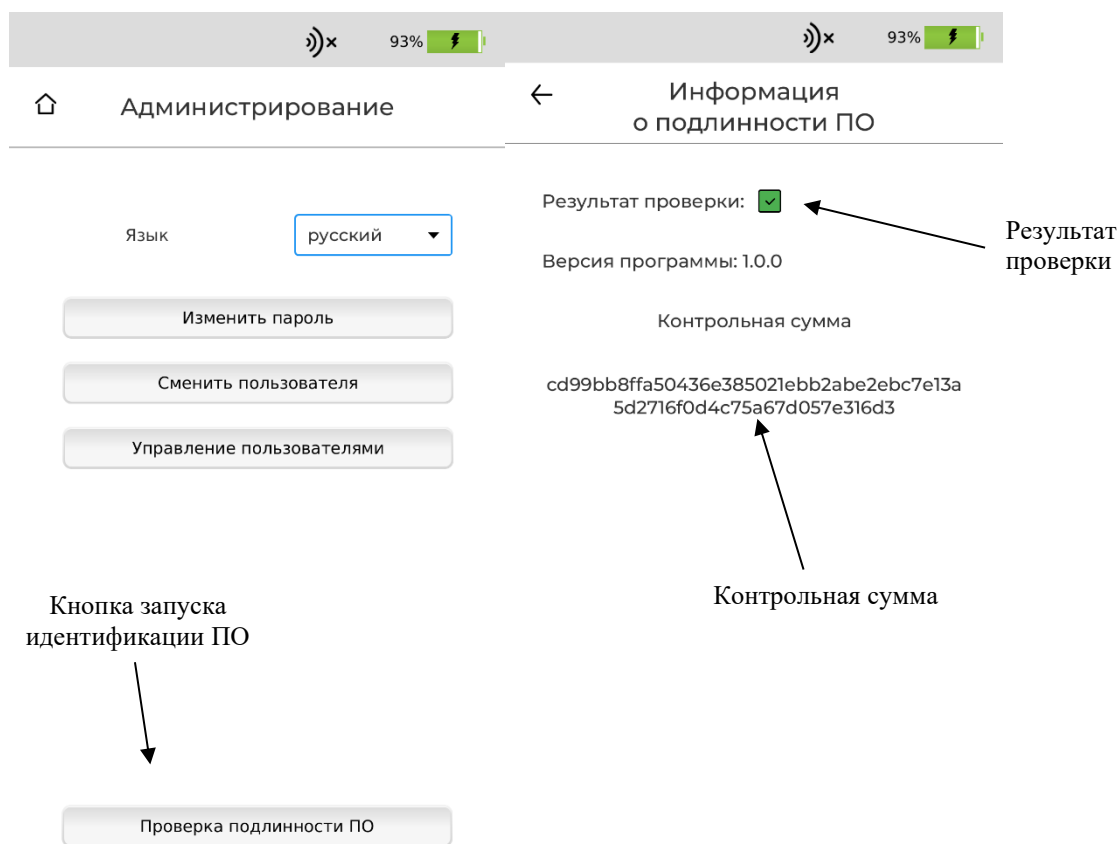 93%
Администрирование
Язык
русский
Изменить пароль
Сменить пользователя
Управление пользователями
Кнопка запуска
идентификации ПО
Проверка подлинности ПО
93%
Информация
о подлинности ПО
Результат проверки:
Версия программы: 1.0.0
Контрольная сумма
cd99bb8ffa50436e385021ebb2abe2ebc7e13a
5d2716f0d4c75a67d057e316d3
Результат
проверки
Контрольная сумма